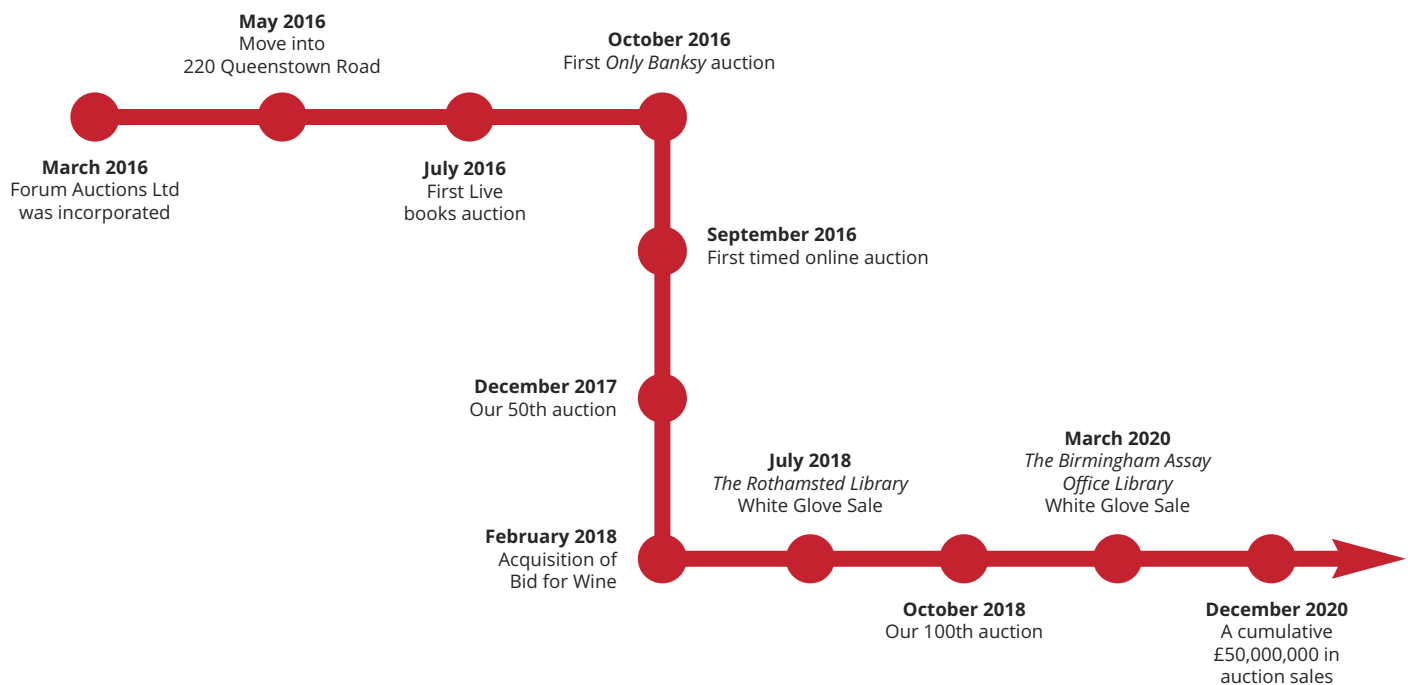 March 2016
Forum Auctions Ltd
was incorporated
May 2016
Move into
220 Queenstown Road
July 2016
First Live
books auction
October 2016
First Only Banksy auction
September 2016
First timed online auction
December 2017
Our 50th auction
February 2018
Acquisition of
Bid for Wine
July 2018
The Rothamsted Library
White Glove Sale
October 2018
Our 100th auction
March 2020
The Birmingham Assay
Office Library
White Glove Sale
December 2020
A cumulative
£50,000,000 in
auction sales